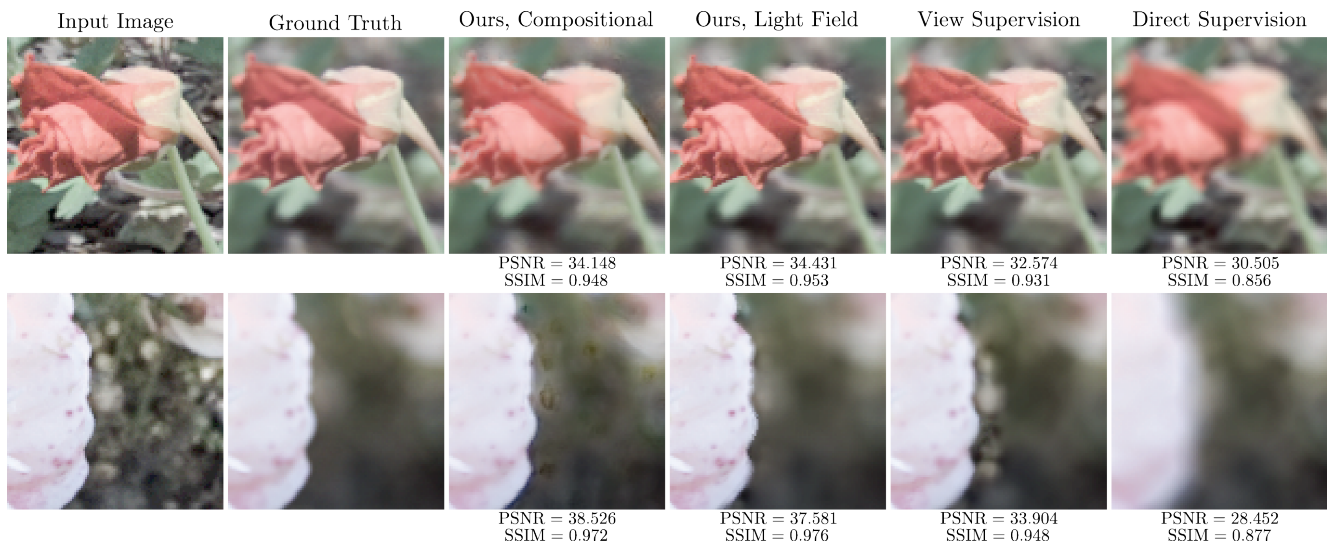 Input Image
Ground Truth
Ours, Compositional
Ours, Light Field
View Supervision
Direct Supervision
PSNR = 34.148
SSIM = 0.948
PSNR = 34.431
SSIM = 0.953
PSNR = 32.574
SSIM = 0.931
PSNR = 30.505
SSIM = 0.856
PSNR = 38.526
SSIM = 0.972
PSNR = 37.581
SSIM = 0.976
PSNR = 33.904
SSIM = 0.948
PSNR = 28.452
SSIM = 0.877